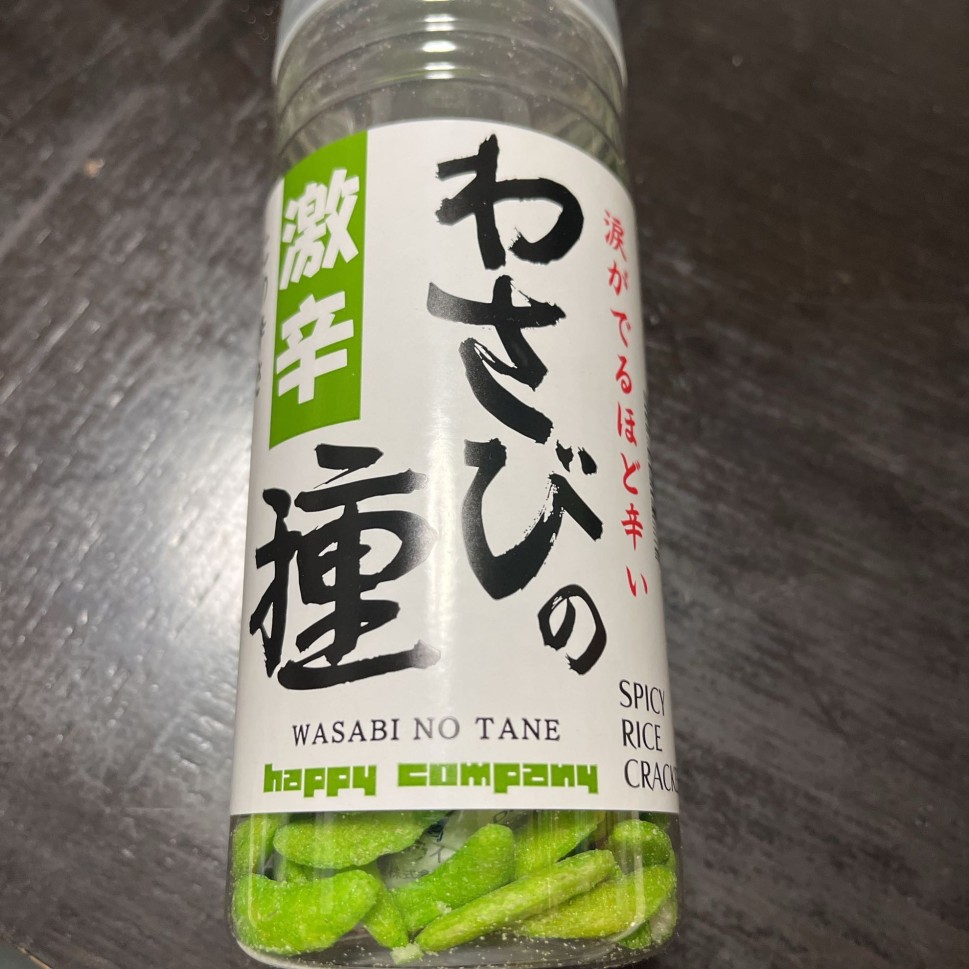 涙がでるほど辛い
わさびの
種
激辛
WASABI NO TANE
happy company
SPICY
RICE